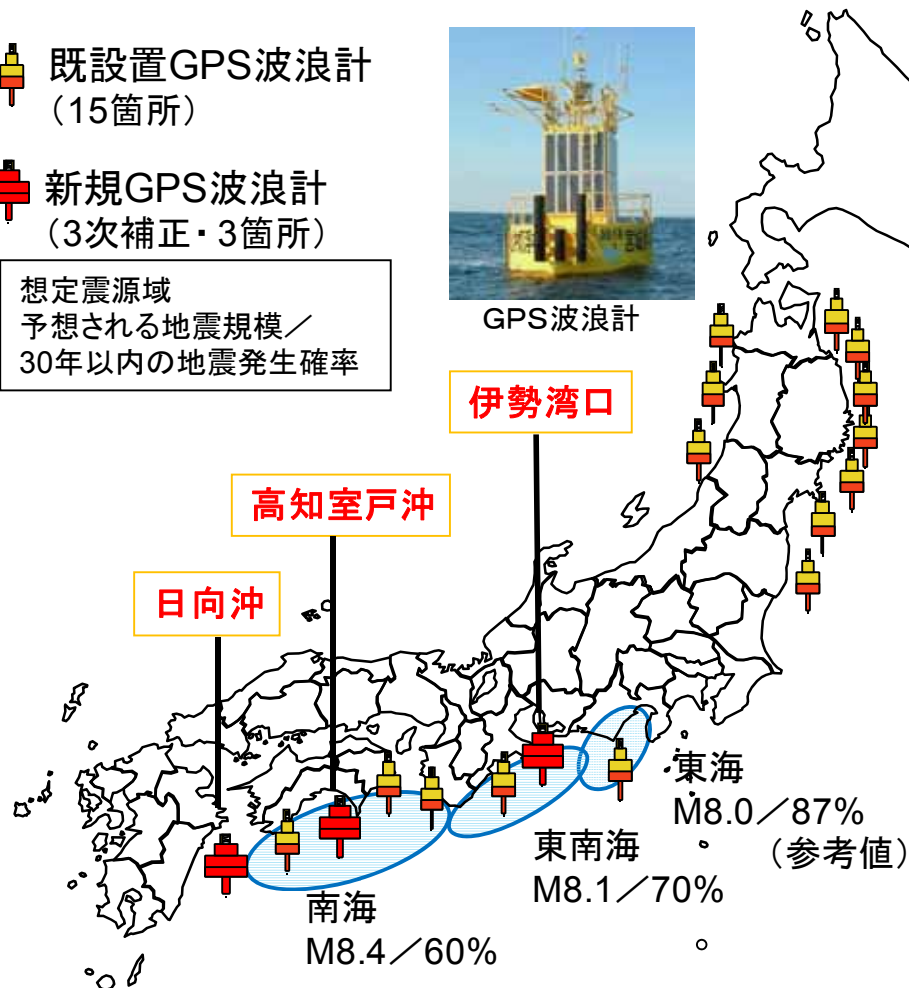 既設置GPS波浪計
（15箇所）
新規GPS波浪計
（3次補正・3箇所）
想定震源域
予想される地震規模／
30年以内の地震発生確率
GPS波浪計
伊勢湾口
高知室戸沖
日向沖
東海
M8.0／87%
（参考値）
東南海
M8.1／70%
南海
M8.4／60%